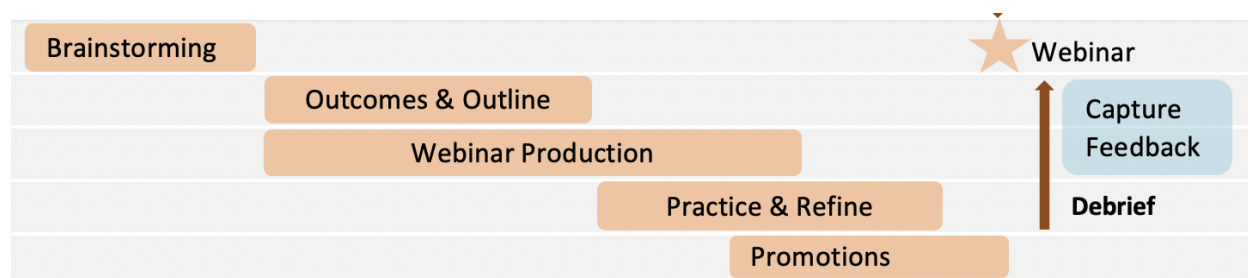 Brainstorming
Webinar
Outcomes & Outline
Capture
Feedback
Webinar Production
Practice & Refine
Debrief
Promotions